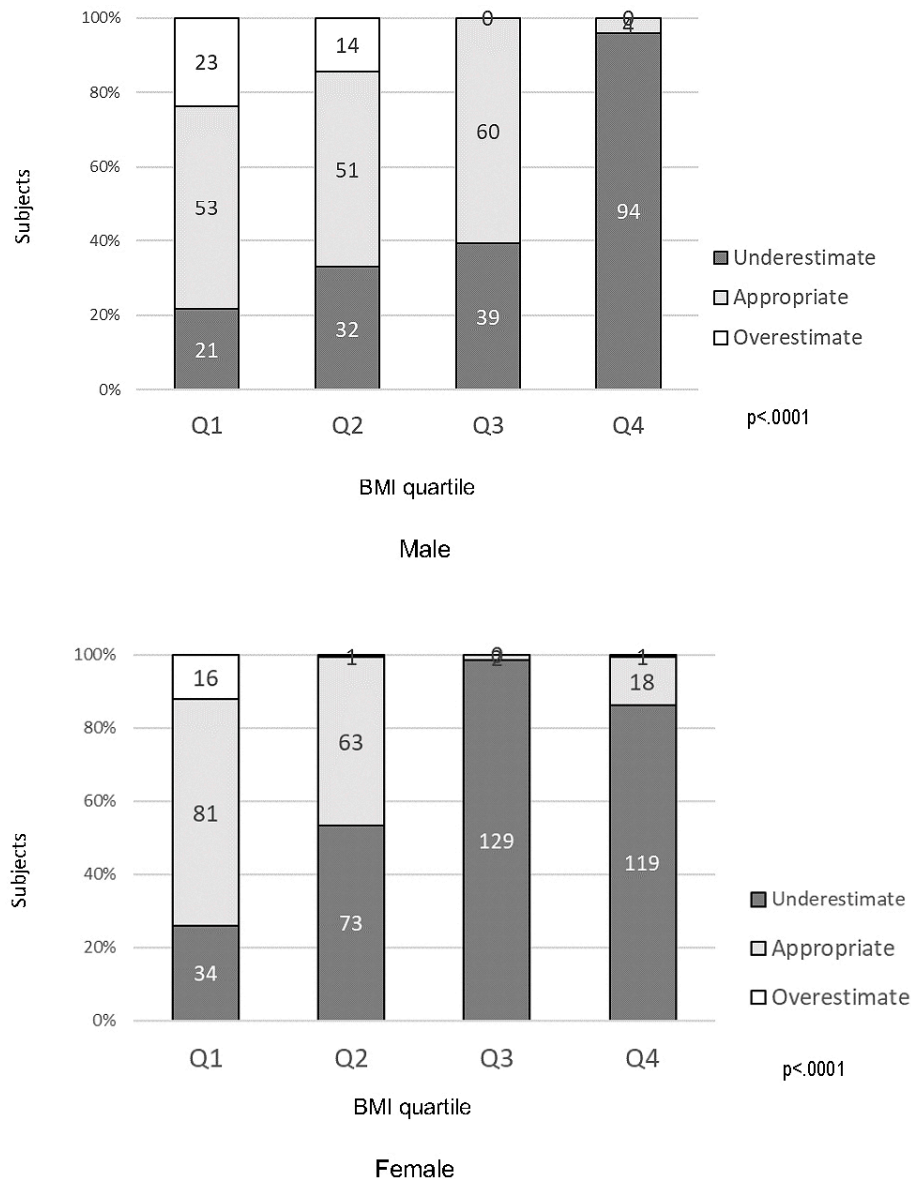 100%
80%
60%
40%
20%
0%
Subjects
23
53
21
14
51
32
0
60
39
0
4
94
Q1 Q2 Q3 Q4
BMI quartile
Underestimate
Appropriate
Overestimate
p<.0001
Male
100%
80%
60%
40%
20%
0%
Subjects
16
81
34
1
63
73
0
2
129
1
18
119
Q1 Q2 Q3 Q4
BMI quartile
Underestimate
Appropriate
Overestimate
p<.0001
Female